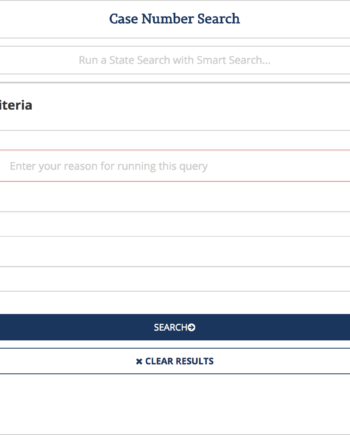 Case Number Search
Run a State Search with Smart Search...
iteria
Enter your reason for running this query
SEARCH
✖ CLEAR RESULTS